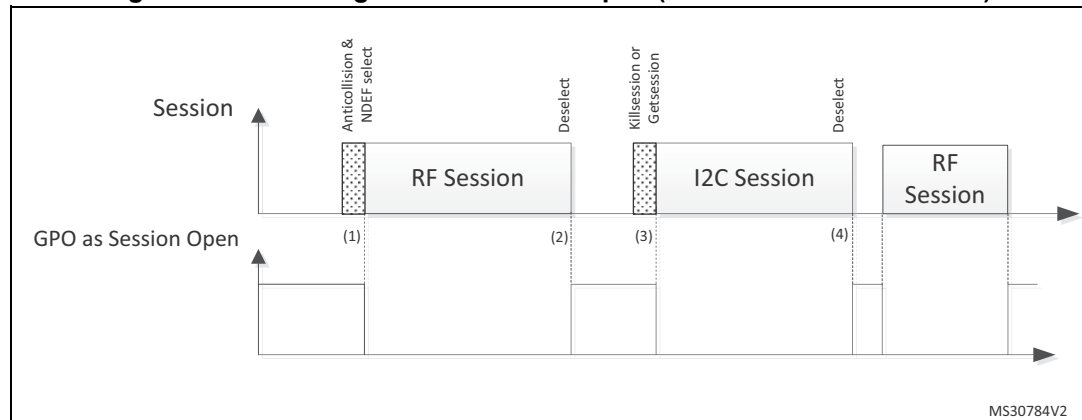 Session
Anticollision &
NDEF select
Deselect
Killsession or
Getsession
Deselect
RF Session
I2C Session
RF
Session
GPO as Session Open
(1)
(2)
(3)
(4)
MS30784V2